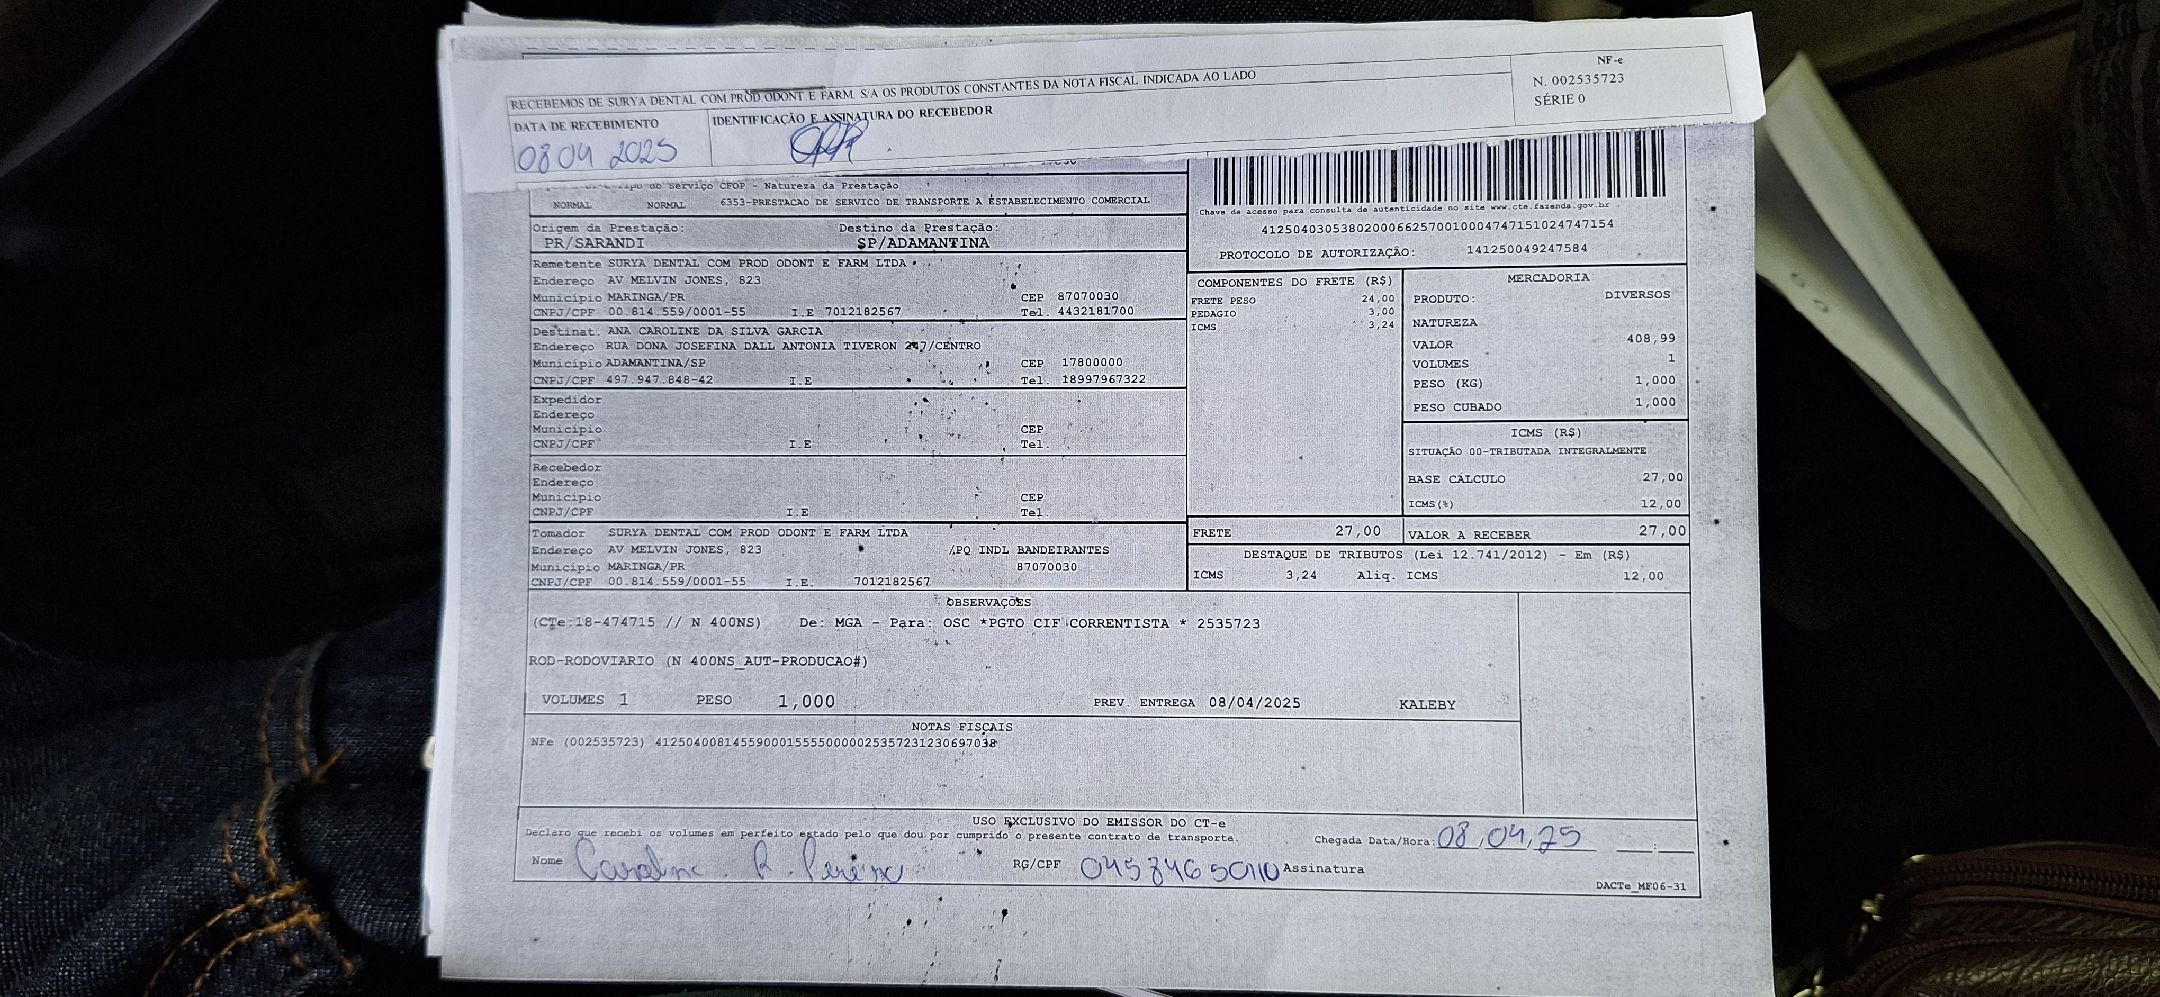 RECEBEMOS DE SURYA DENTAL COM PROD ODONT E FARM. S/A OS PRODUTOS CONSTANTES DA NOTA FISCAL INDICADA AO LADO
NF-e
N. 002535723
SÉRIE 0
DATA DE RECEBIMENTO
08 04 2025
IDENTIFICAÇÃO E ASSINATURA DO RECEBEDOR
do Serviço CFOP - Natureza da Prestação
NORMAL NORMAL 6353-PRESTACAO DE SERVICO DE TRANSPORTE A ESTABELECIMENTO COMERCIAL
Origem da Prestação: Destino da Prestação:
PR/SARANDI SP/ADAMANTINA
Remetente SURYA DENTAL COM PROD ODONT E FARM LTDA
Endereço AV MELVIN JONES, 823
Município MARINGA/PR CEP 87070030
CNPJ/CPF 00.814.559/0001-55 I.E 7012182567 Tel. 4432181700
Destinat. ANA CAROLINE DA SILVA GARCIA
Endereço RUA DONA JOSEFINA DALL ANTONIA TIVERON 247/CENTRO
Município ADAMANTINA/SP CEP 17800000
CNPJ/CPF 497.947.848-42 I.E Tel. 18997967322
Expedidor
Endereço
Município CEP
CNPJ/CPF I.E Tel.
Recebedor
Endereço
Município CEP
CNPJ/CPF I.E Tel.
Tomador SURYA DENTAL COM PROD ODONT E FARM LTDA
Endereço AV MELVIN JONES, 823 /PQ INDL BANDEIRANTES
Município MARINGA/PR 87070030
CNPJ/CPF 00.814.559/0001-55 I.E. 7012182567
Chave de acesso para consulta de autenticidade no site www.cte.fazenda.gov.br
41250403053802000662570010004747151024747154
PROTOCOLO DE AUTORIZAÇÃO: 141250049247584
COMPONENTES DO FRETE (R$)
FRETE PESO 24,00
PEDAGIO 3,00
ICMS 3,24
MERCADORIA
PRODUTO: DIVERSOS
NATUREZA
VALOR 408,99
VOLUMES 1
PESO (KG) 1,000
PESO CUBADO 1,000
ICMS (R$)
SITUAÇÃO 00-TRIBUTADA INTEGRALMENTE
BASE CALCULO 27,00
ICMS(%) 12,00
FRETE 27,00 VALOR A RECEBER 27,00
DESTAQUE DE TRIBUTOS (Lei 12.741/2012) - Em (R$)
ICMS 3,24 Aliq. ICMS 12,00
OBSERVAÇÕES
(CTe:18-474715 // N 400NS) De: MGA - Para: OSC *PGTO CIF CORRENTISTA * 2535723
ROD-RODOVIARIO (N 400NS_AUT-PRODUCAO#)
VOLUMES 1 PESO 1,000 PREV. ENTREGA 08/04/2025 KALEBY
NOTAS FISCAIS
NFe (002535723) 41250400814559000155550000025357231230697038
USO EXCLUSIVO DO EMISSOR DO CT-e
Declaro que recebi os volumes em perfeito estado pelo que dou por cumprido o presente contrato de transporte. Chegada Data/Hora: 08,04,25 :
Nome Caroline R. Pereira RG/CPF 04584650110 Assinatura
DACTe_MF06-31